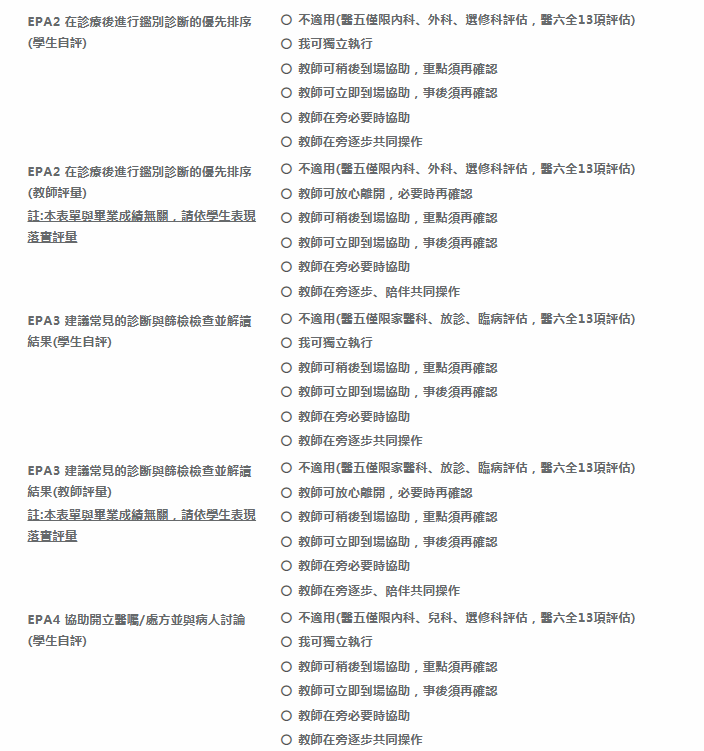 EPA2 在診療後進行鑑別診斷的優先排序
(學生自評)
○ 不適用(醫五僅限內科、外科、選修科評估，醫六全13項評估)
○ 我可獨立執行
○ 教師可稍後到場協助，重點須再確認
○ 教師可立即到場協助，事後須再確認
○ 教師在旁必要時協助
○ 教師在旁逐步共同操作
EPA2 在診療後進行鑑別診斷的優先排序
(教師評量)
註:本表單與畢業成績無關，請依學生表現
落實評量
○ 不適用(醫五僅限內科、外科、選修科評估，醫六全13項評估)
○ 教師可放心離開，必要時再確認
○ 教師可稍後到場協助，重點須再確認
○ 教師可立即到場協助，事後須再確認
○ 教師在旁必要時協助
○ 教師在旁逐步、陪伴共同操作
EPA3 建議常見的診斷與篩檢檢查並解讀
結果(學生自評)
○ 不適用(醫五僅限家醫科、放診、臨病評估，醫六全13項評估)
○ 我可獨立執行
○ 教師可稍後到場協助，重點須再確認
○ 教師可立即到場協助，事後須再確認
○ 教師在旁必要時協助
○ 教師在旁逐步共同操作
EPA3 建議常見的診斷與篩檢檢查並解讀
結果(教師評量)
註:本表單與畢業成績無關，請依學生表現
落實評量
○ 不適用(醫五僅限家醫科、放診、臨病評估，醫六全13項評估)
○ 教師可放心離開，必要時再確認
○ 教師可稍後到場協助，重點須再確認
○ 教師可立即到場協助，事後須再確認
○ 教師在旁必要時協助
○ 教師在旁逐步、陪伴共同操作
EPA4 協助開立醫囑/處方並與病人討論
(學生自評)
○ 不適用(醫五僅限內科、兒科、選修科評估，醫六全13項評估)
○ 我可獨立執行
○ 教師可稍後到場協助，重點須再確認
○ 教師可立即到場協助，事後須再確認
○ 教師在旁必要時協助
○ 教師在旁逐步共同操作